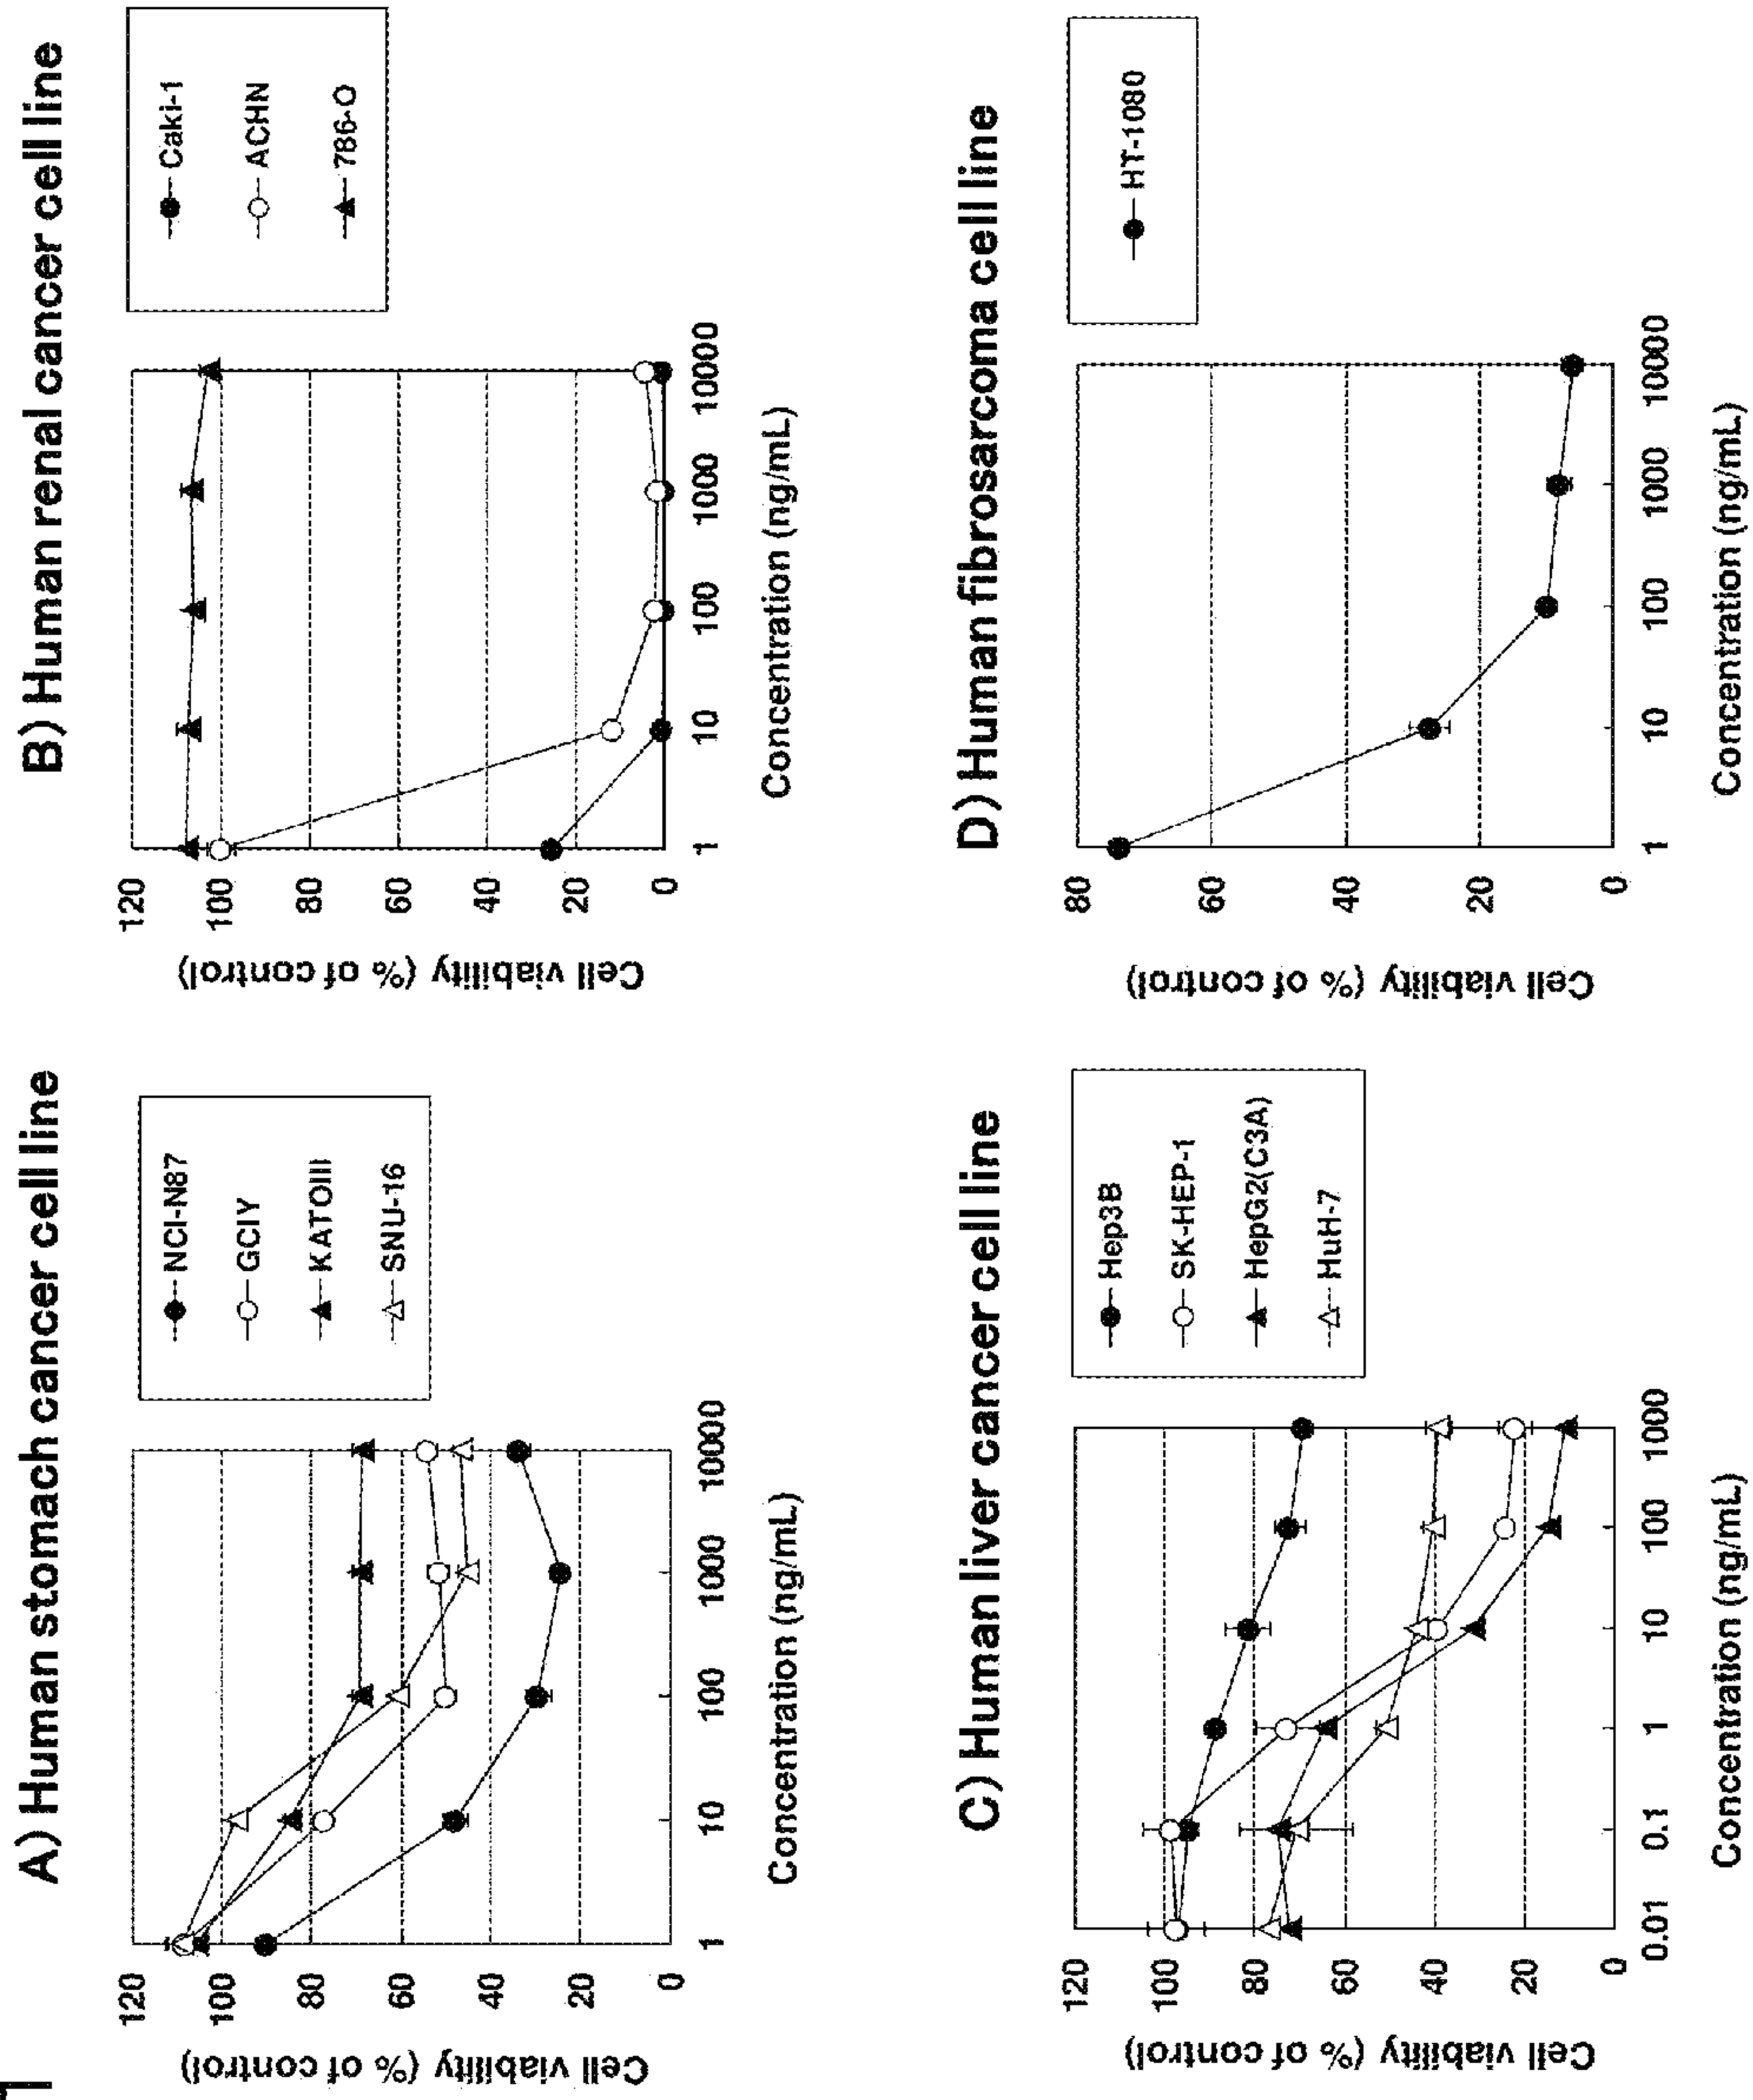 A) Human stomach cancer cell line
Cell viability (% of control)
120
100
80
60
40
20
0
1
10
100
1000
10000
Concentration (ng/mL)
NCI-N87
GCIY
KATOIII
SNU-16
B) Human renal cancer cell line
Cell viability (% of control)
120
100
80
60
40
20
0
1
10
100
1000
10000
Concentration (ng/mL)
Caki-1
ACHN
786-O
C) Human liver cancer cell line
Cell viability (% of control)
120
100
80
60
40
20
0
0.01
0.1
1
10
100
1000
Concentration (ng/mL)
Hep3B
SK-HEP-1
HepG2(C3A)
HuH-7
D) Human fibrosarcoma cell line
Cell viability (% of control)
80
60
40
20
0
1
10
100
1000
10000
Concentration (ng/mL)
HT-1080